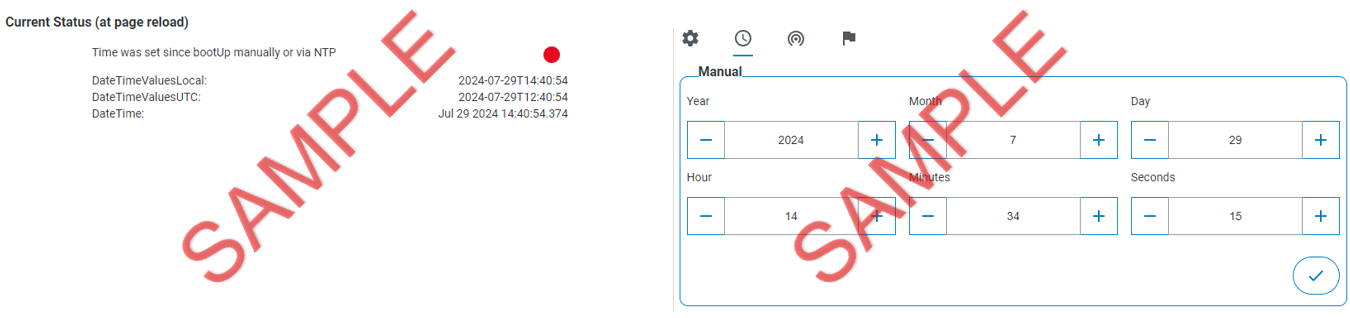 Current Status (at page reload)
Time was set since bootUp manually or via NTP
DateTimeValuesLocal: 2024-07-29T14:40:54
DateTimeValuesUTC: 2024-07-29T12:40:54
DateTime: Jul 29 2024 14:40:54.374
SAMPLE
Manual
Year Month Day
− 2024 + − 7 + − 29 +
Hour Minutes Seconds
− 14 + − 34 + − 15 +
SAMPLE